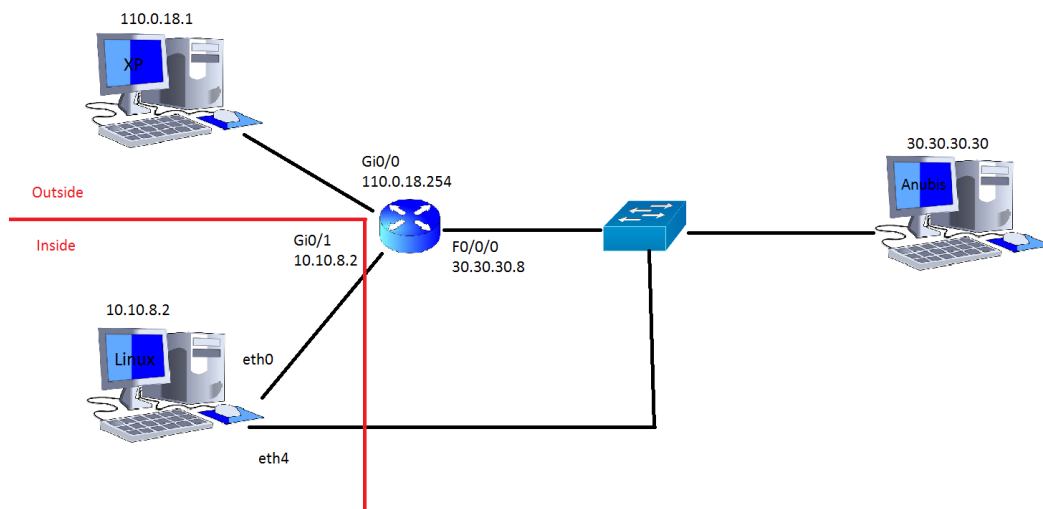 110.0.18.1
XP
Gi0/0
110.0.18.254
30.30.30.30
Anubis
Outside
Inside
Gi0/1
10.10.8.2
F0/0/0
30.30.30.8
10.10.8.2
Linux
eth0
eth4